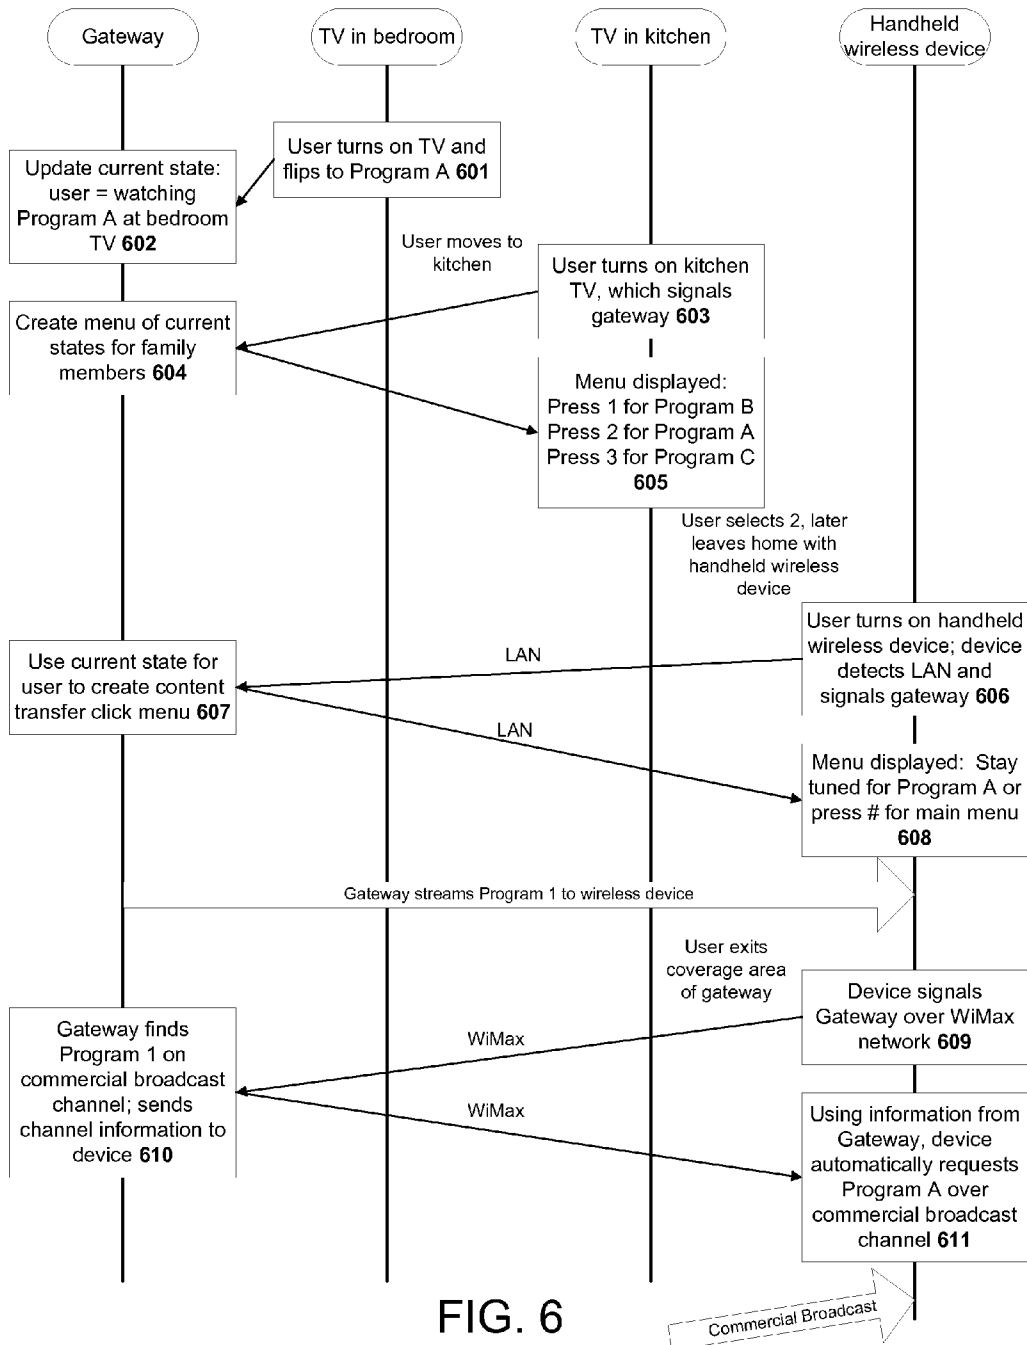 Gateway
TV in bedroom
TV in kitchen
Handheld
wireless device
User turns on TV and
flips to Program A 601
Update current state:
user = watching
Program A at bedroom
TV 602
User moves to
kitchen
User turns on kitchen
TV, which signals
gateway 603
Create menu of current
states for family
members 604
Menu displayed:
Press 1 for Program B
Press 2 for Program A
Press 3 for Program C
605
User selects 2, later
leaves home with
handheld wireless
device
User turns on handheld
wireless device; device
detects LAN and
signals gateway 606
LAN
Use current state for
user to create content
transfer click menu 607
LAN
Menu displayed: Stay
tuned for Program A or
press # for main menu
608
Gateway streams Program 1 to wireless device
User exits
coverage area
of gateway
Device signals
Gateway over WiMax
network 609
WiMax
Gateway finds
Program 1 on
commercial broadcast
channel; sends
channel information to
device 610
WiMax
Using information from
Gateway, device
automatically requests
Program A over
commercial broadcast
channel 611
Commercial Broadcast
FIG. 6